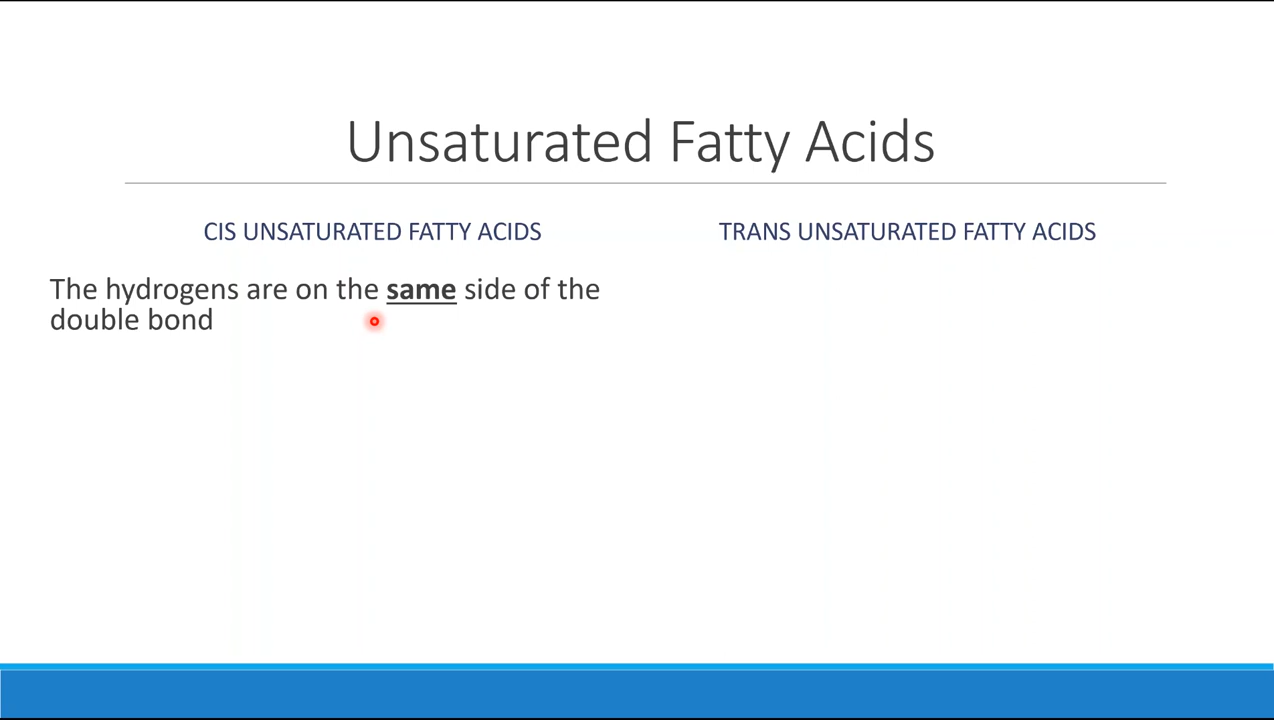 Unsaturated Fatty Acids
CIS UNSATURATED FATTY ACIDS
TRANS UNSATURATED FATTY ACIDS
The hydrogens are on the same side of the
double bond